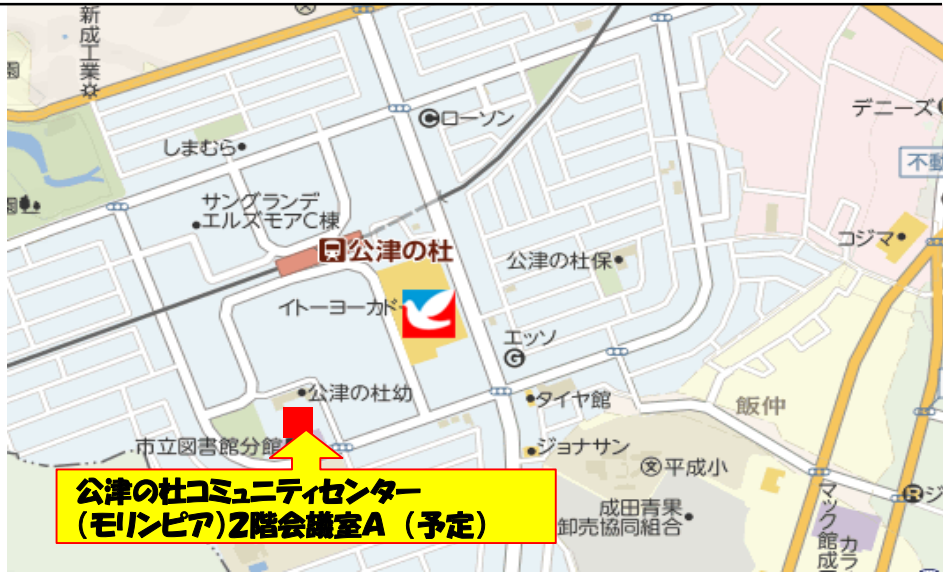 新成工業
園
しまむら
サングランデ
エルズモアC棟
公津の杜
イトーヨーカド
ローソン
公津の杜保
エッソ
デニーズ
不動
コジマ
公津の杜幼
タイヤ館
飯仲
市立図書館分館
ジョナサン
平成小
成田青果
卸売協同組合
マック
館成田
カラ
ジ
公津の杜コミュニティセンター
(モリンピア)2階会議室A (予定)